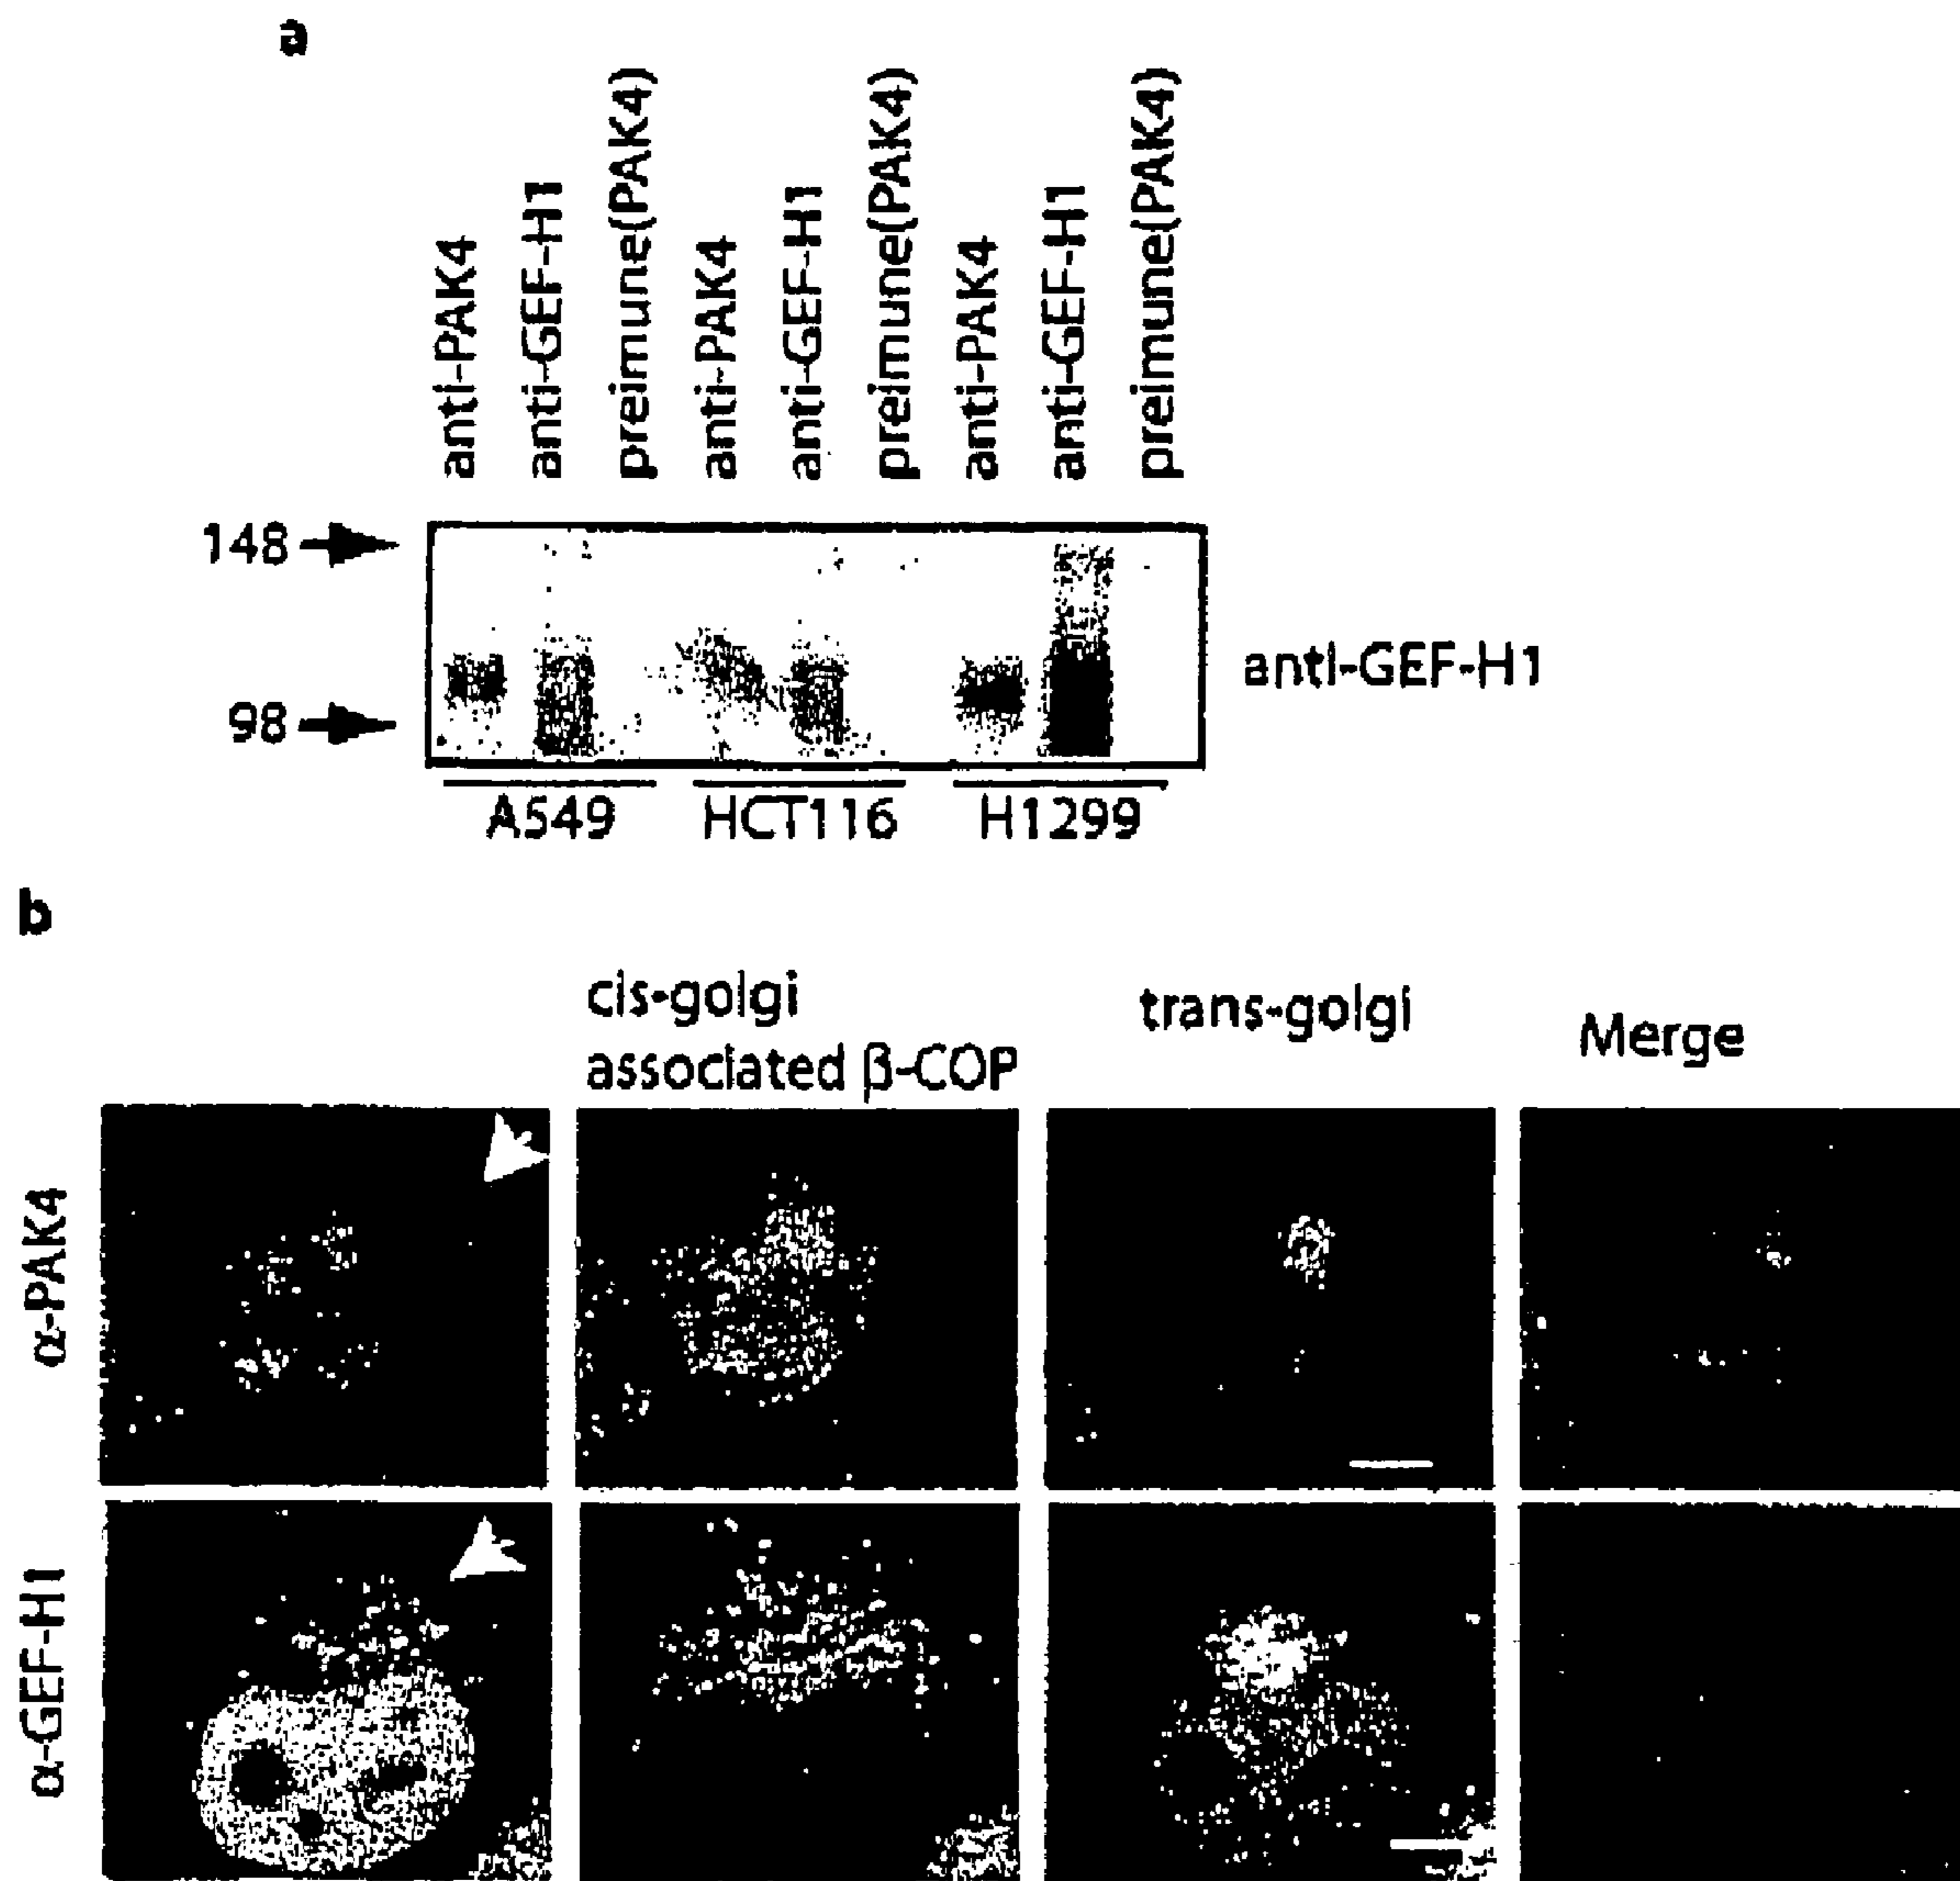 a
anti-PAK4
anti-GEF-H1
preimune(PAK4)
anti-PAK4
anti-GEF-H1
preimune(PAK4)
anti-PAK4
anti-GEF-H1
preimune(PAK4)
148
98
anti-GEF-H1
A549 HCT116 H1299
b
cis-golgi
associated β-COP
trans-golgi
Merge
α-PAK4
α-GEF-H1